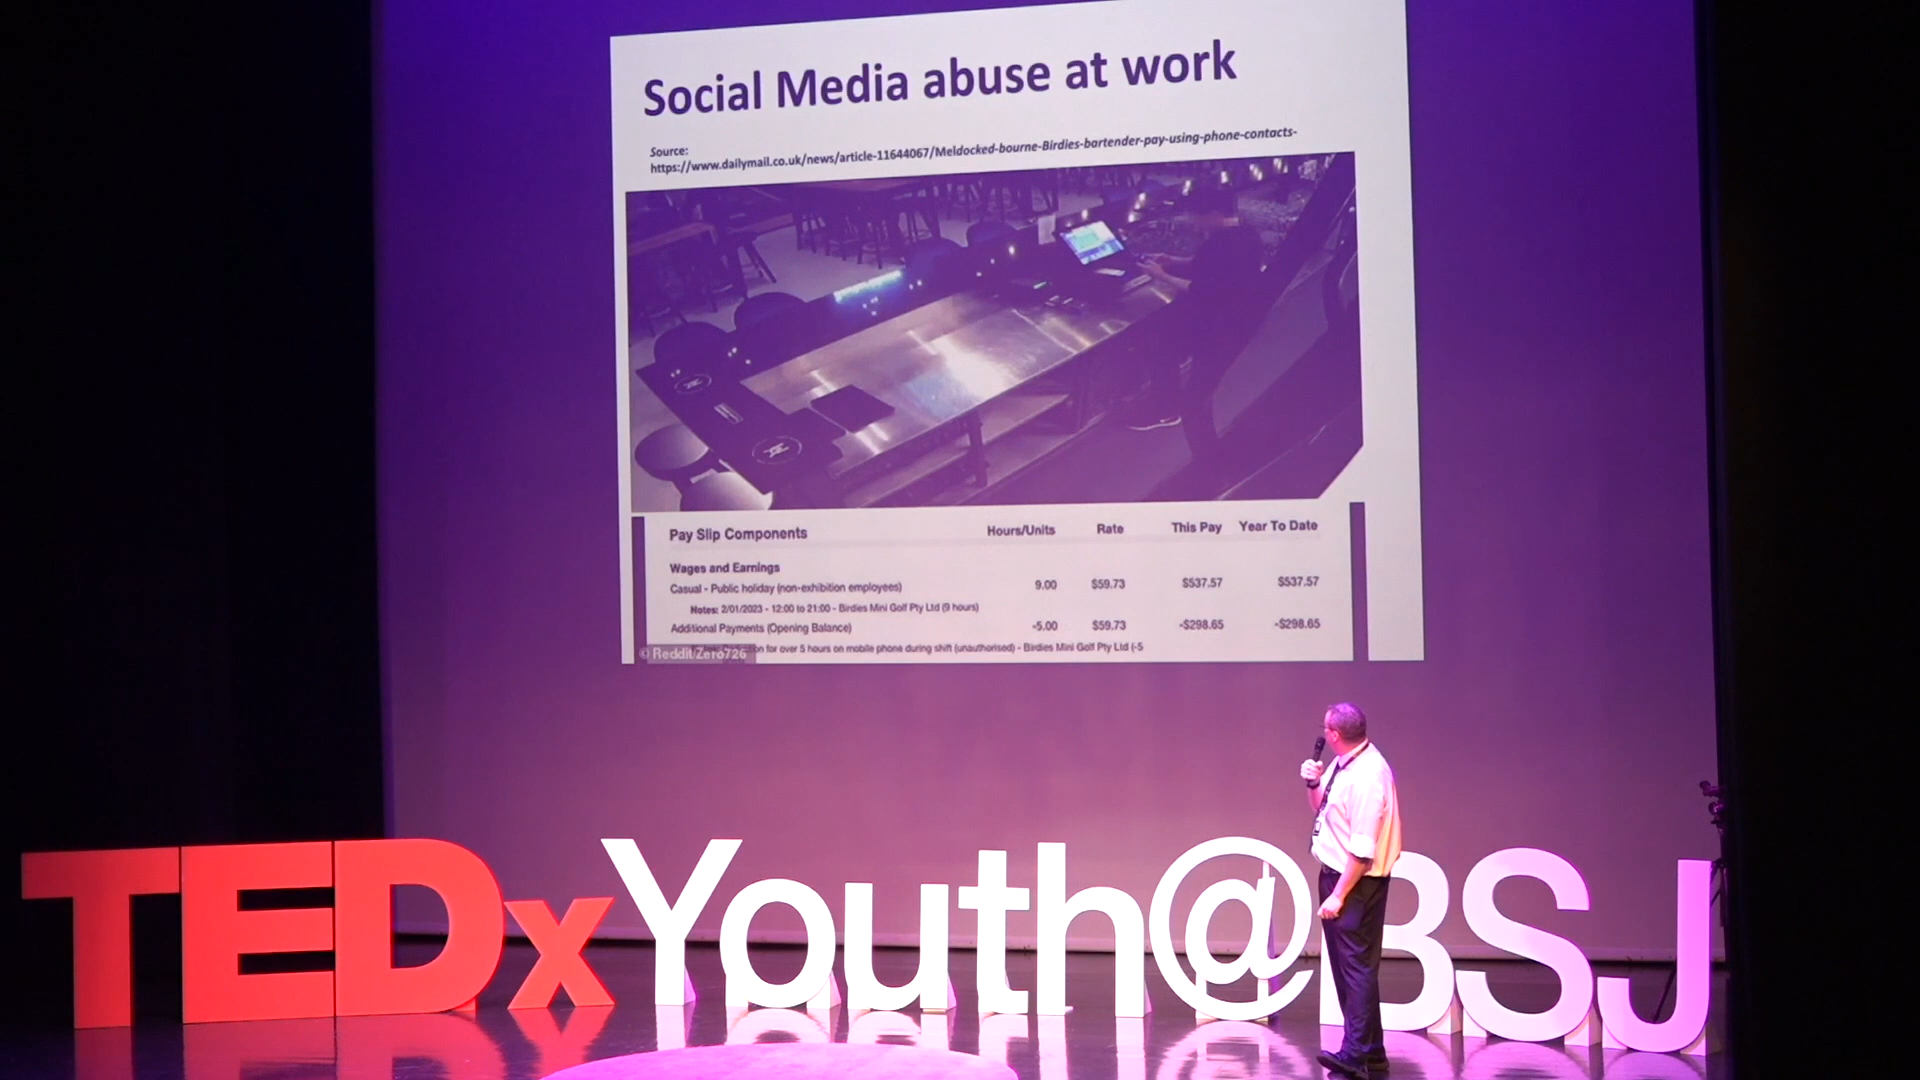 Social Media abuse at work
Source:
https://www.dailymail.co.uk/news/article-11644067/Meldocked-bourne-Birdies-bartender-pay-using-phone-contacts-
Pay Slip Components Hours/Units Rate This Pay Year To Date
Wages and Earnings
Casual - Public holiday (non-exhibition employees) 9.00 $59.73 $537.57 $537.57
Notes: 2/01/2023 - 12:00 to 21:00 - Birdies Mini Golf Pty Ltd (9 hours)
Additional Payments (Opening Balance) -5.00 $59.73 -$298.65 -$298.65
© Reddit/Zero726 for over 5 hours on mobile phone during shift (unauthorised) - Birdies Mini Golf Pty Ltd (-5
TEDxYouth@BSJ